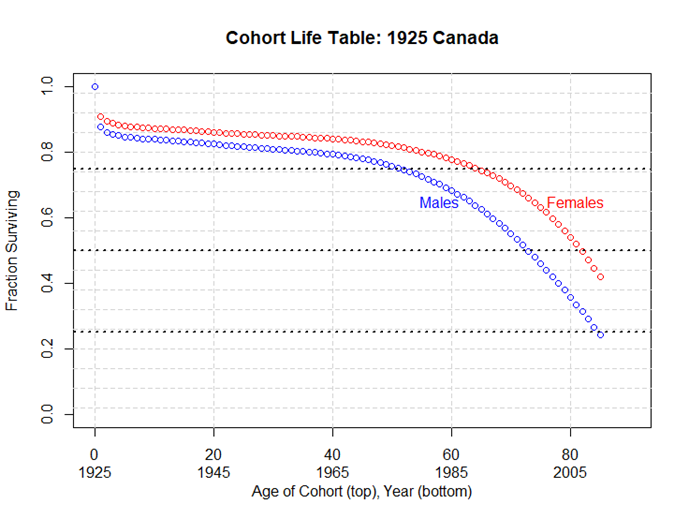 Cohort Life Table: 1925 Canada
Fraction Surviving
1.0
0.8
0.6
0.4
0.2
0.0
Males
Females
0 20 40 60 80
1925 1945 1965 1985 2005
Age of Cohort (top), Year (bottom)